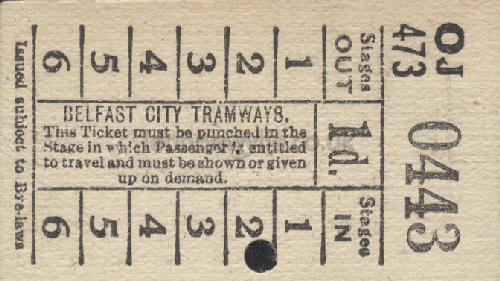 OJ
473
0443
Stages
OUT
1 2 3 4 5 6
1d.
BELFAST CITY TRAMWAYS.
This Ticket must be punched in the
Stage in which Passenger is entitled
to travel and must be shown or given
up on demand.
Stages
IN
1 2 3 4 5 6
Issued subject to Bye-laws